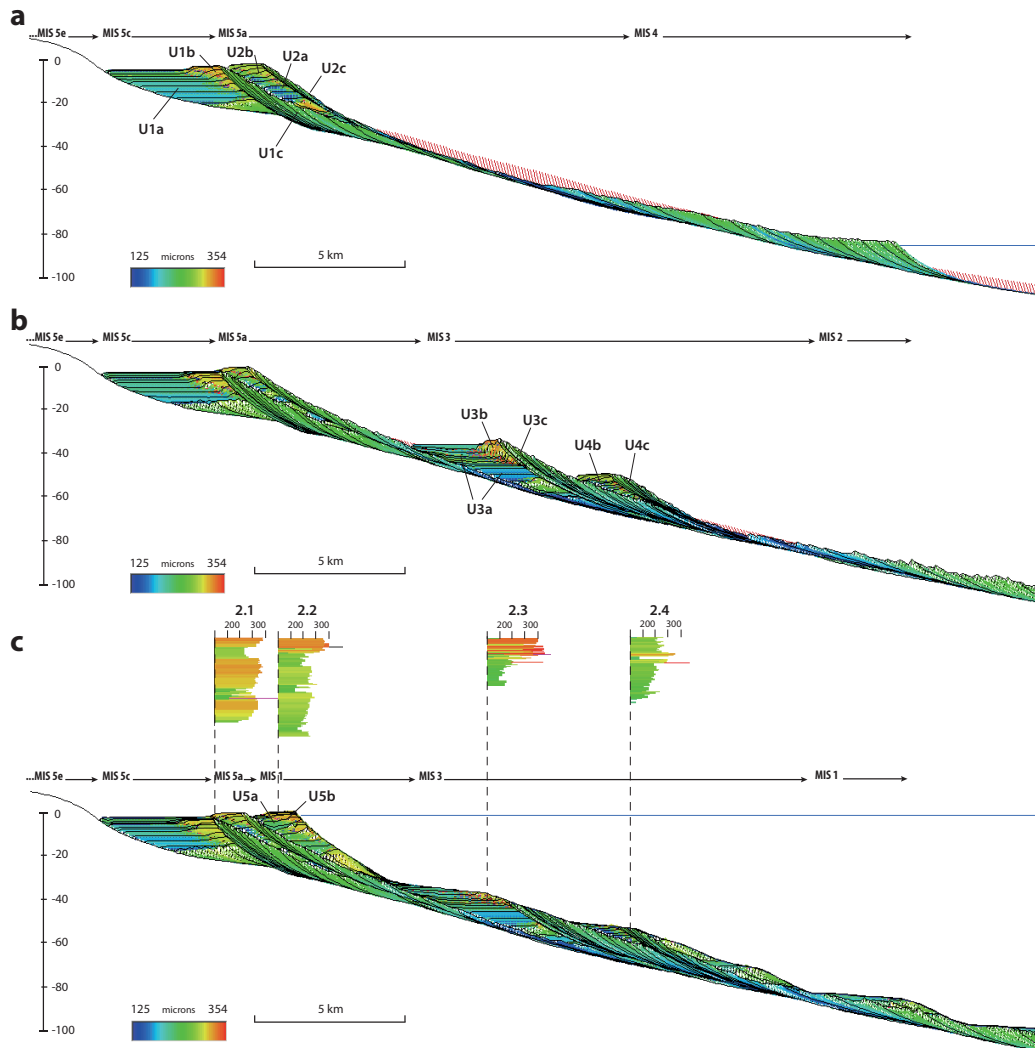 a
...MIS 5e MIS 5c MIS 5a MIS 4
U1b U2b U2a U2c
U1a
U1c
0
-20
-40
-60
-80
-100
125 microns 354
5 km
b
...MIS 5e MIS 5c MIS 5a MIS 3 MIS 2
0
-20
-40
-60
-80
-100
U3b
U3c
U4b U4c
U3a
125 microns 354
5 km
2.1 2.2 2.3 2.4
200 300 200 300 200 300 200 300
c
...MIS 5e MIS 5c MIS 5a MIS 1 MIS 3 MIS 1
U5a U5b
0
-20
-40
-60
-80
-100
125 microns 354
5 km